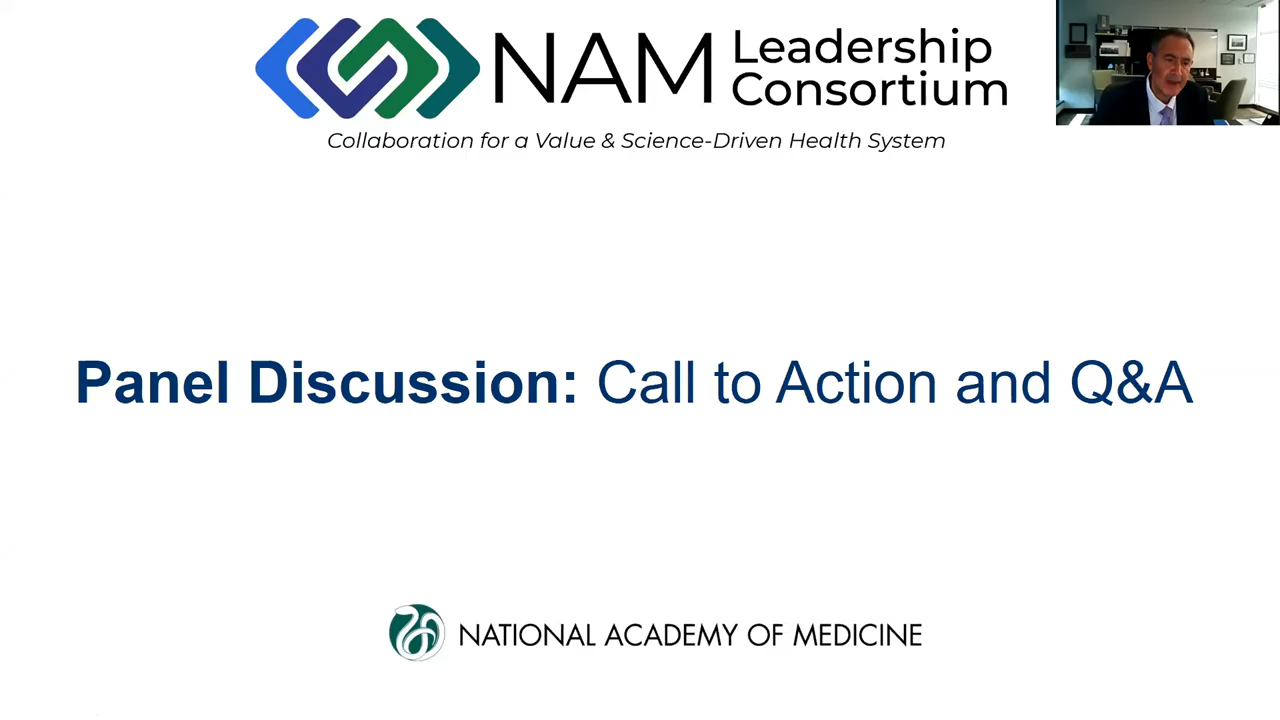 NAM Leadership
Consortium
Collaboration for a Value & Science-Driven Health System
Panel Discussion: Call to Action and Q&A
NATIONAL ACADEMY OF MEDICINE